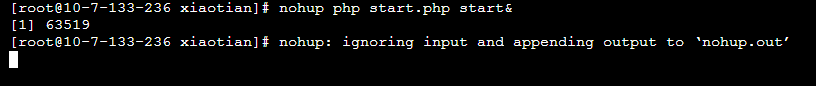 [root@10-7-133-236 xiaotian]# nohup php start.php start&
[1] 63519
[root@10-7-133-236 xiaotian]# nohup: ignoring input and appending output to ‘nohup.out’